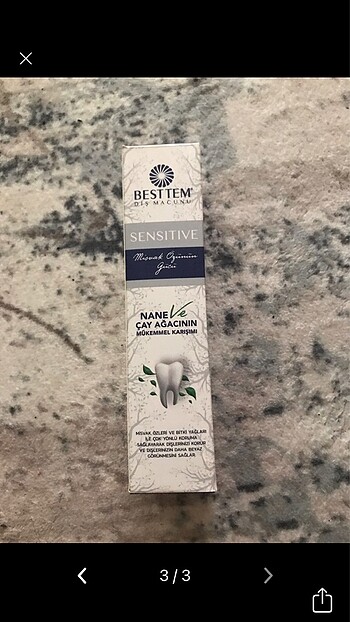 BESTTEM®
DİŞ MACUNU
SENSITIVE
Misvak Özünün
Gücü
NANE Ve
ÇAY AĞACININ
MÜKEMMEL KARIŞIMI
MİSVAK ÖZLERİ VE BİTKİ YAĞLARI
İLE ÇOK YÖNLÜ KORUMA
SAĞLAYARAK DİŞLERİNİZİ KORUR
VE DİŞLERİNİZİN DAHA BEYAZ
GÖRÜNMESİNİ SAĞLAR.
3 / 3